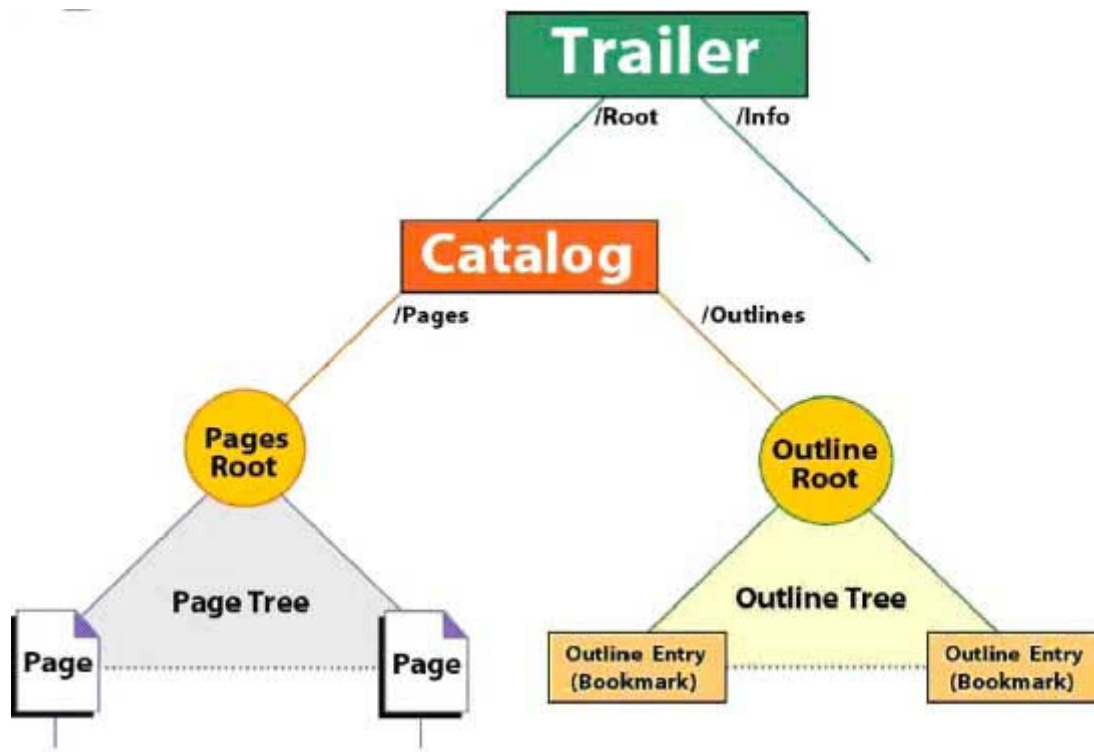 Trailer
/Root
/Info
Catalog
/Pages
/Outlines
Pages
Root
Outline
Root
Page Tree
Outline Tree
Page
Page
Outline Entry
(Bookmark)
Outline Entry
(Bookmark)